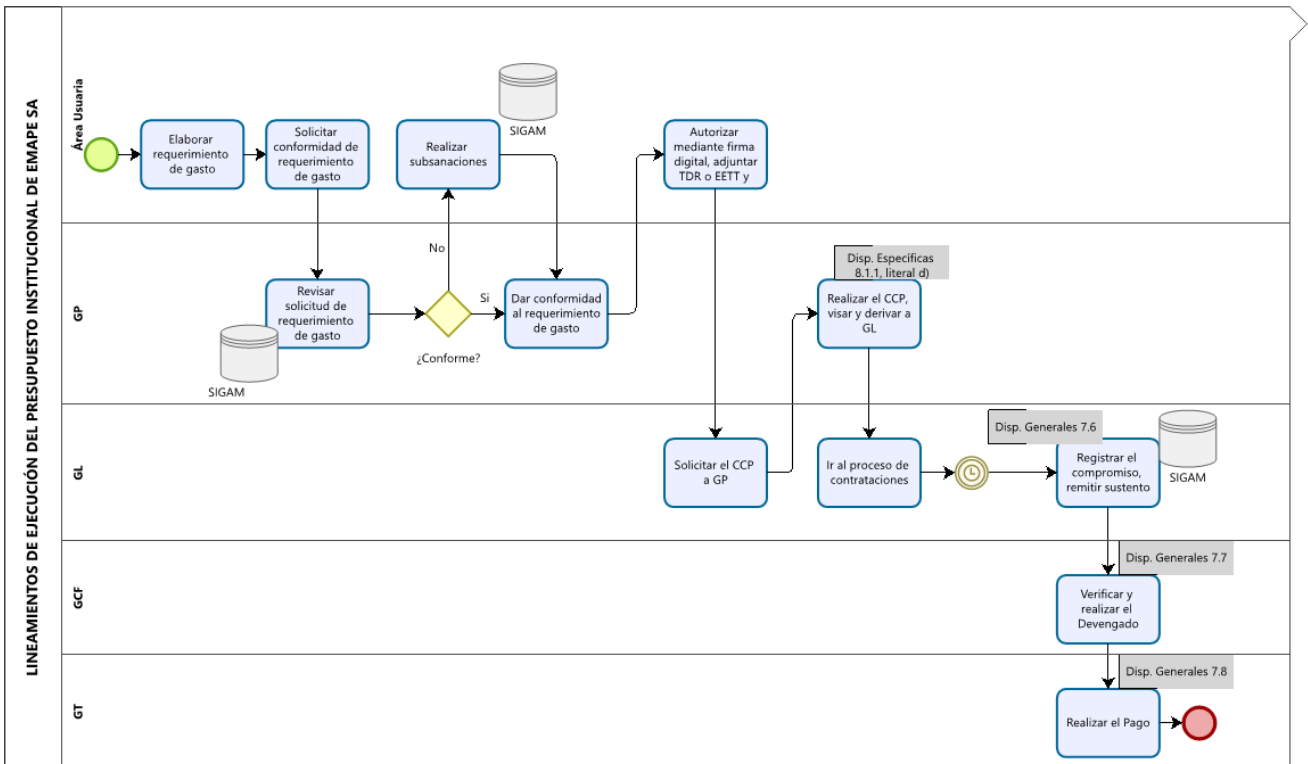 LINEAMIENTOS DE EJECUCIÓN DEL PRESUPUESTO INSTITUCIONAL DE EMAPE SA
Área Usuaria
Elaborar
requerimiento
de gasto
Solicitar
conformidad de
requerimiento
de gasto
Realizar
subsanaciones
SIGAM
Autorizar
mediante firma
digital, adjuntar
TDR o EETT y
GP
Revisar
solicitud de
requerimiento
de gasto
SIGAM
No
Si
¿Conforme?
Dar conformidad
al requerimiento
de gasto
Disp. Específicas
8.1.1, literal d)
Realizar el CCP,
visar y derivar a
GL
GL
Solicitar el CCP
a GP
Ir al proceso de
contrataciones
Disp. Generales 7.6
Registrar el
compromiso,
remitir sustento
SIGAM
GCF
Disp. Generales 7.7
Verificar y
realizar el
Devengado
GT
Disp. Generales 7.8
Realizar el Pago